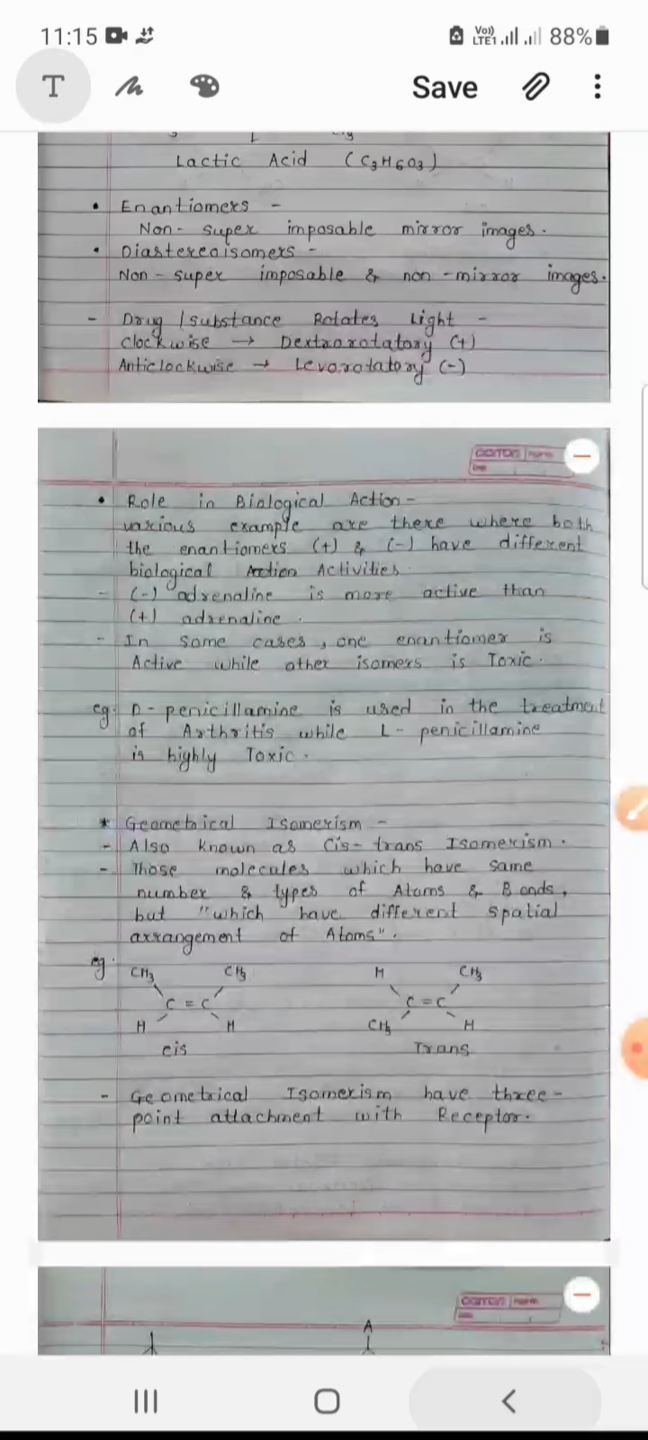 11:15 Vo)) LTE1 88%
T Save
Lactic Acid (C3H6O3)
• Enantiomers -
Non- super imposable mirror images.
• Diastereoisomers -
Non - super imposable & non - mirror images.
- Drug / substance Rotates Light -
Clockwise → Dextrorotatory (+)
Anticlockwise → Levorotatory (-)
• Role in Biological Action -
various example are there where both
the enantiomers (+) & (-) have different
biological Activities.
- (-) adrenaline is more active than
(+) adrenaline.
- In some cases, one enantiomer is
Active while other isomers is Toxic.
eg. D- penicillamine is used in the treatment
of Arthritis while L - penicillamine
is highly Toxic.
* Geometrical Isomerism -
- Also known as Cis- trans Isomerism.
- Those molecules which have same
number & types of Atoms & Bonds,
but "which have different spatial
arrangement of Atoms".
eg. CH3 CH3 H CH3
C = C C = C
H H CH3 H
cis Trans
- Geometrical Isomerism have three-
point attachment with Receptor.
A